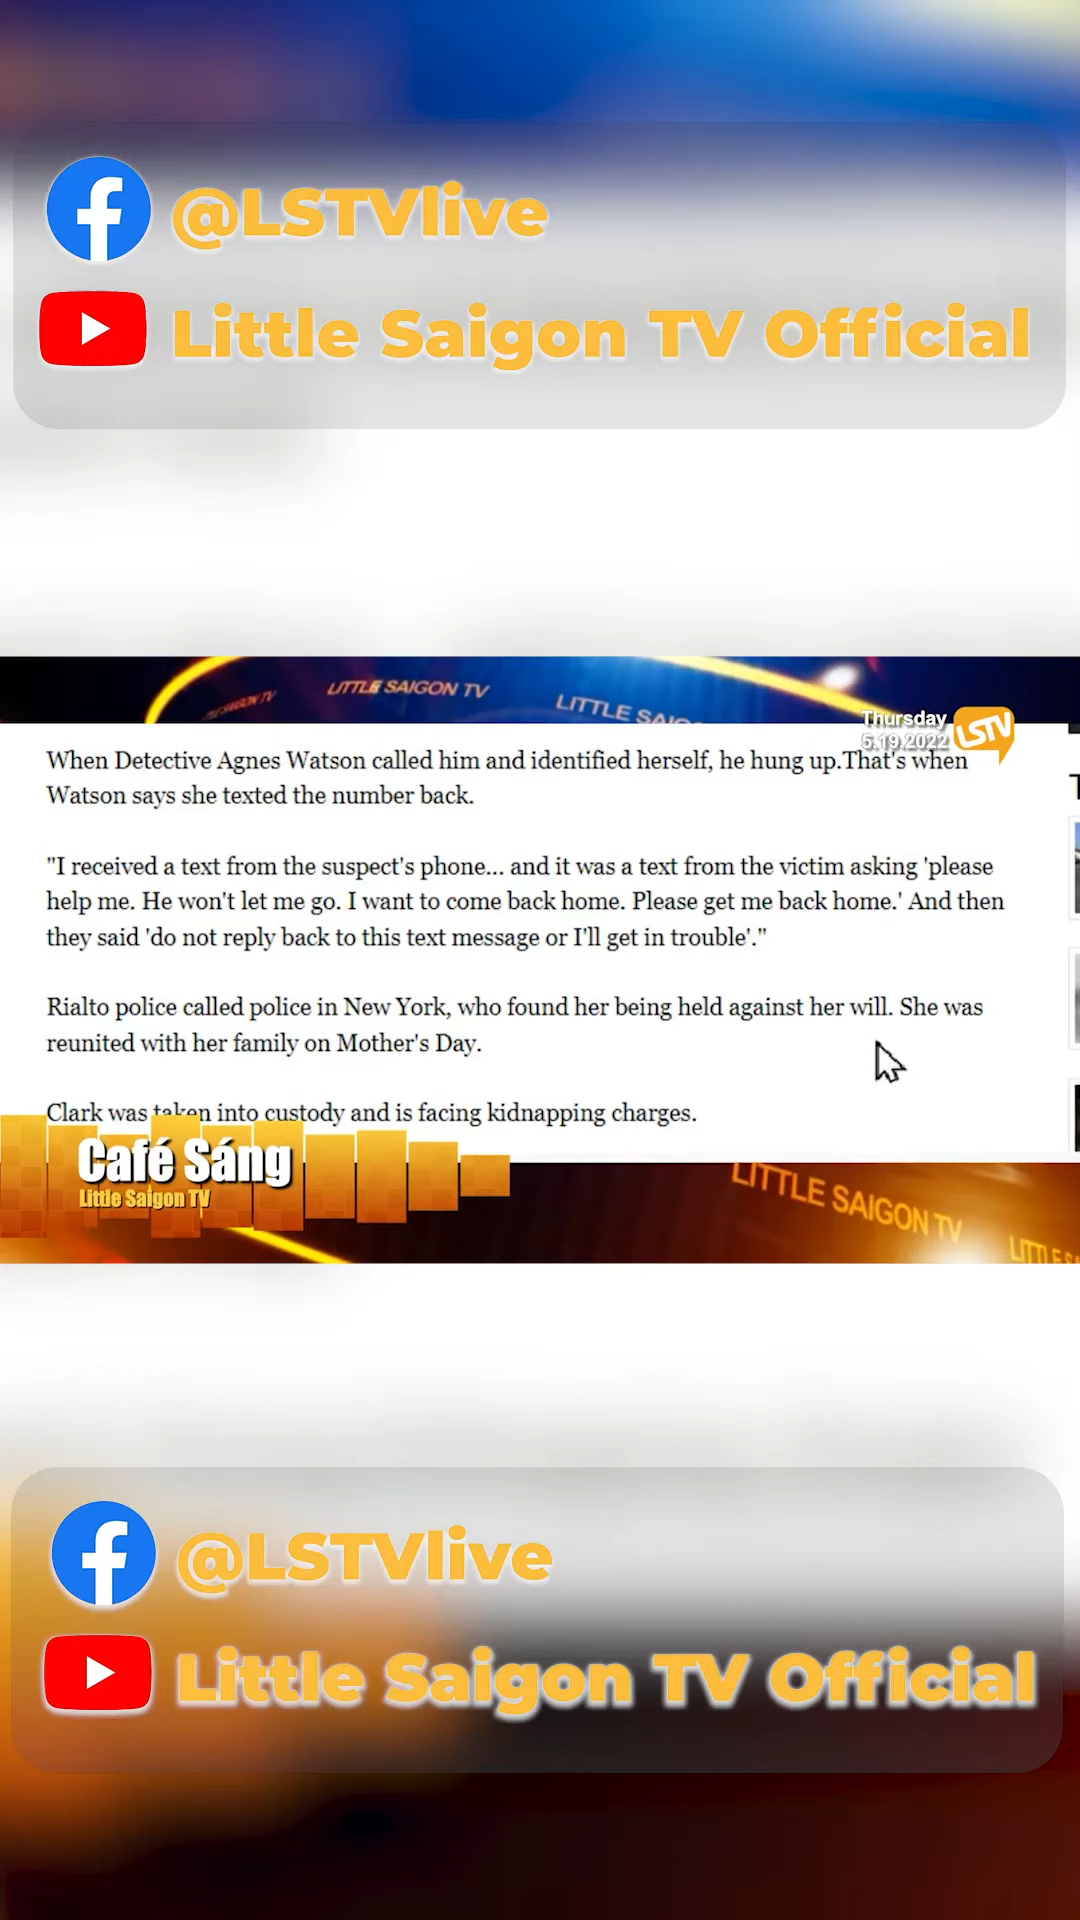 @LSTVlive
Little Saigon TV Official
LITTLE SAIGON TV
LITTLE SAIGON TV
Thursday
5.19.2022
LSTV
When Detective Agnes Watson called him and identified herself, he hung up.That's when
Watson says she texted the number back.
"I received a text from the suspect's phone... and it was a text from the victim asking 'please
help me. He won't let me go. I want to come back home. Please get me back home.' And then
they said 'do not reply back to this text message or I'll get in trouble'."
Rialto police called police in New York, who found her being held against her will. She was
reunited with her family on Mother's Day.
Clark was taken into custody and is facing kidnapping charges.
Café Sáng
Little Saigon TV
LITTLE SAIGON TV
@LSTVlive
Little Saigon TV Official